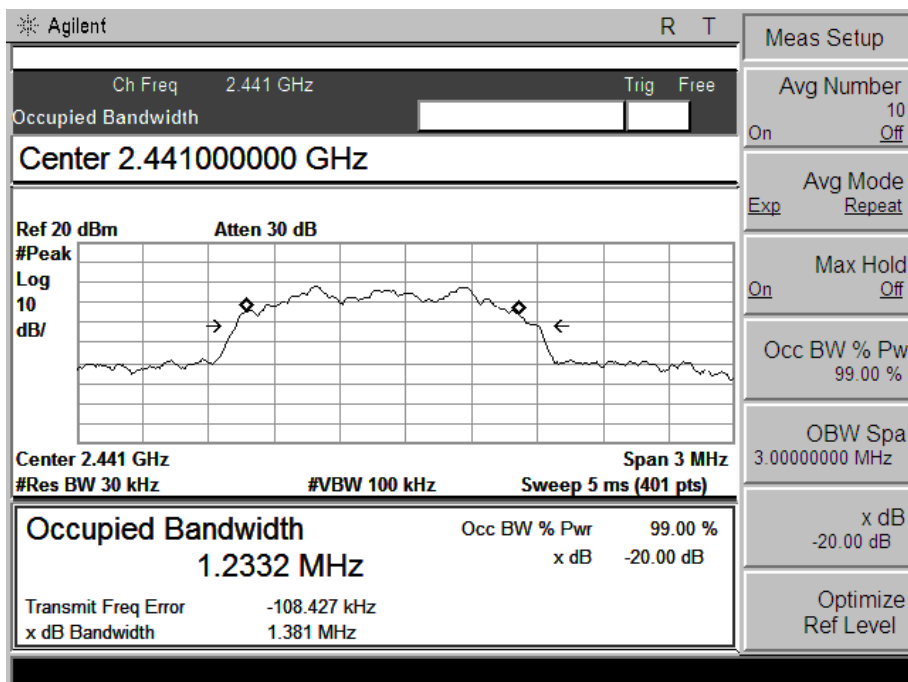 Agilent R T
Ch Freq 2.441 GHz Trig Free
Occupied Bandwidth
Center 2.441000000 GHz
Ref 20 dBm Atten 30 dB
#Peak
Log
10
dB/
Center 2.441 GHz Span 3 MHz
#Res BW 30 kHz #VBW 100 kHz Sweep 5 ms (401 pts)
Occupied Bandwidth
1.2332 MHz
Occ BW % Pwr 99.00 %
x dB -20.00 dB
Transmit Freq Error -108.427 kHz
x dB Bandwidth 1.381 MHz
Meas Setup
Avg Number
10
On Off
Avg Mode
Exp Repeat
Max Hold
On Off
Occ BW % Pw
99.00 %
OBW Spa
3.00000000 MHz
x dB
-20.00 dB
Optimize
Ref Level